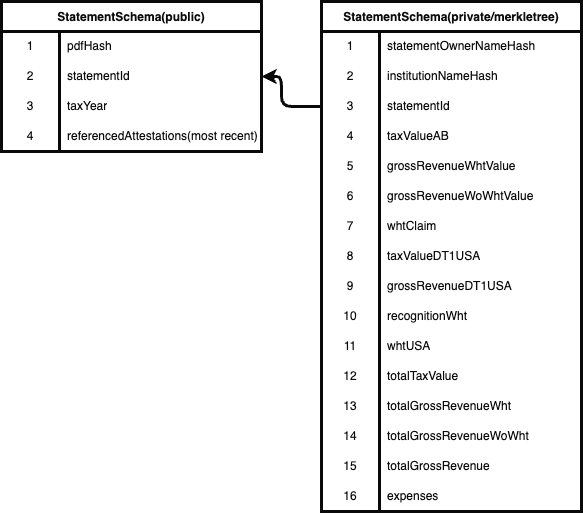 StatementSchema(public)
1 pdfHash
2 statementId
3 taxYear
4 referencedAttestations(most recent)
StatementSchema(private/merkletree)
1 statementOwnerNameHash
2 institutionNameHash
3 statementId
4 taxValueAB
5 grossRevenueWhtValue
6 grossRevenueWoWhtValue
7 whtClaim
8 taxValueDT1USA
9 grossRevenueDT1USA
10 recognitionWht
11 whtUSA
12 totalTaxValue
13 totalGrossRevenueWht
14 totalGrossRevenueWoWht
15 totalGrossRevenue
16 expenses